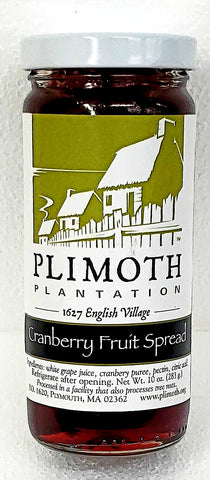 PLIMOTH
PLANTATION
1627 English Village
Cranberry Fruit Spread
Ingredients: white grape juice, cranbery puree, pectin, citric acid
Refrigerate after opening. Net Wt. 10 oz. (283 g.)
Processed in a facility that also processes tree nuts.
1620, PLYMOUTH, MA 02362 www.plimoth.org